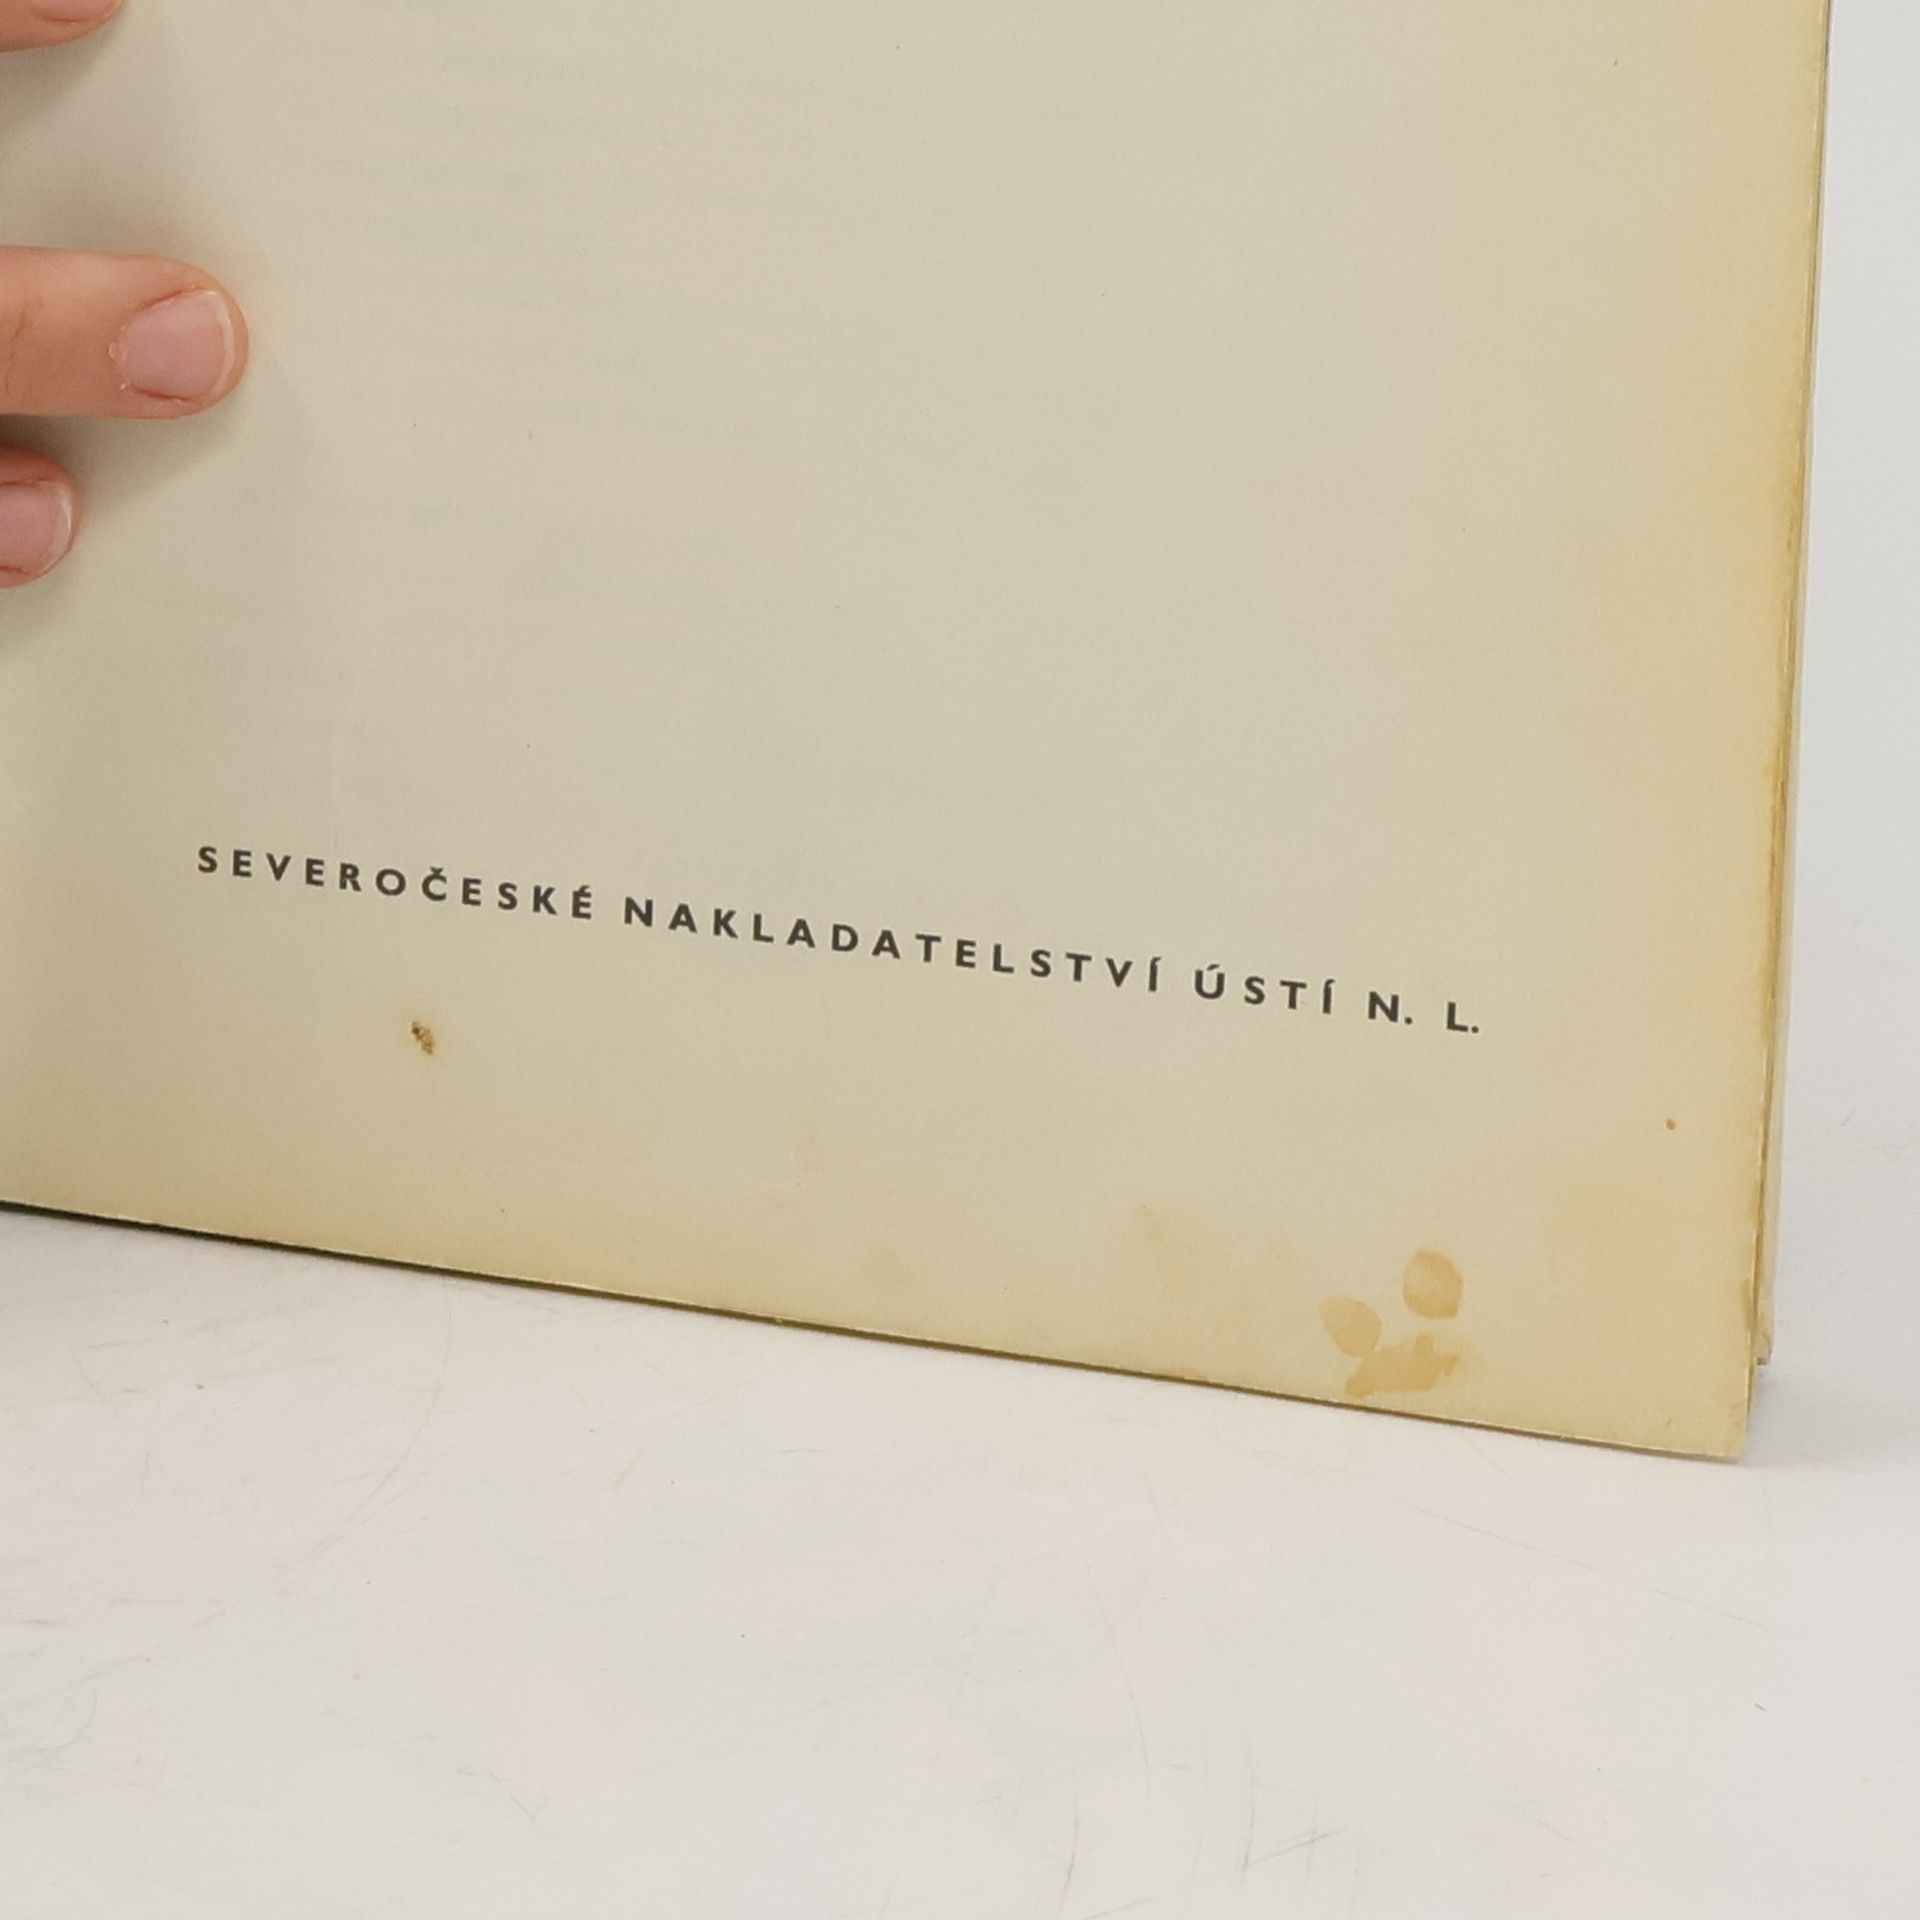 SEVEROČESKÉ NAKLADATELSTVÍ ÚSTÍ N. L.